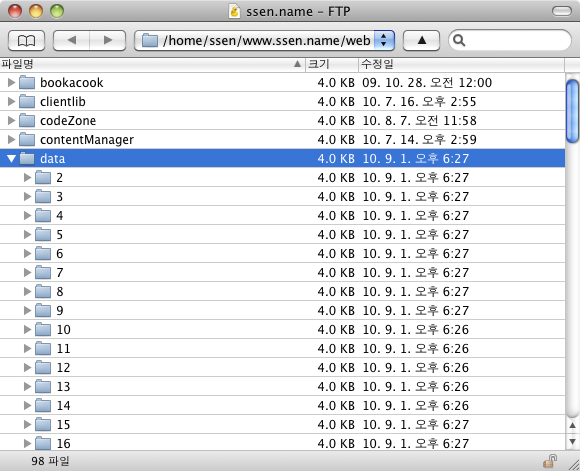 ssen.name – FTP
/home/ssen/www.ssen.name/web
파일명 크기 수정일
bookacook 4.0 KB 09. 10. 28. 오전 12:00
clientlib 4.0 KB 10. 7. 16. 오후 2:55
codeZone 4.0 KB 10. 8. 7. 오전 11:58
contentManager 4.0 KB 10. 7. 14. 오후 2:59
data 4.0 KB 10. 9. 1. 오후 6:27
2 4.0 KB 10. 9. 1. 오후 6:27
3 4.0 KB 10. 9. 1. 오후 6:27
4 4.0 KB 10. 9. 1. 오후 6:27
5 4.0 KB 10. 9. 1. 오후 6:27
6 4.0 KB 10. 9. 1. 오후 6:27
7 4.0 KB 10. 9. 1. 오후 6:27
8 4.0 KB 10. 9. 1. 오후 6:27
9 4.0 KB 10. 9. 1. 오후 6:27
10 4.0 KB 10. 9. 1. 오후 6:26
11 4.0 KB 10. 9. 1. 오후 6:26
12 4.0 KB 10. 9. 1. 오후 6:26
13 4.0 KB 10. 9. 1. 오후 6:26
14 4.0 KB 10. 9. 1. 오후 6:26
15 4.0 KB 10. 9. 1. 오후 6:27
16 4.0 KB 10. 9. 1. 오후 6:27
98 파일